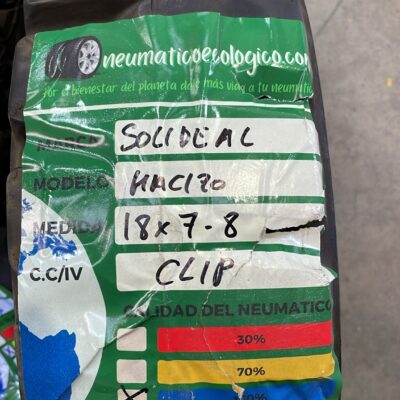 neumaticoecologico.com
por el bienestar del planeta da más vida a tu neumático
MARCA SOLIDEAL
MODELO MACIZO
MEDIDA 18x7-8
C.C/IV CLIP
CALIDAD DEL NEUMATICO
30%
70%
100%